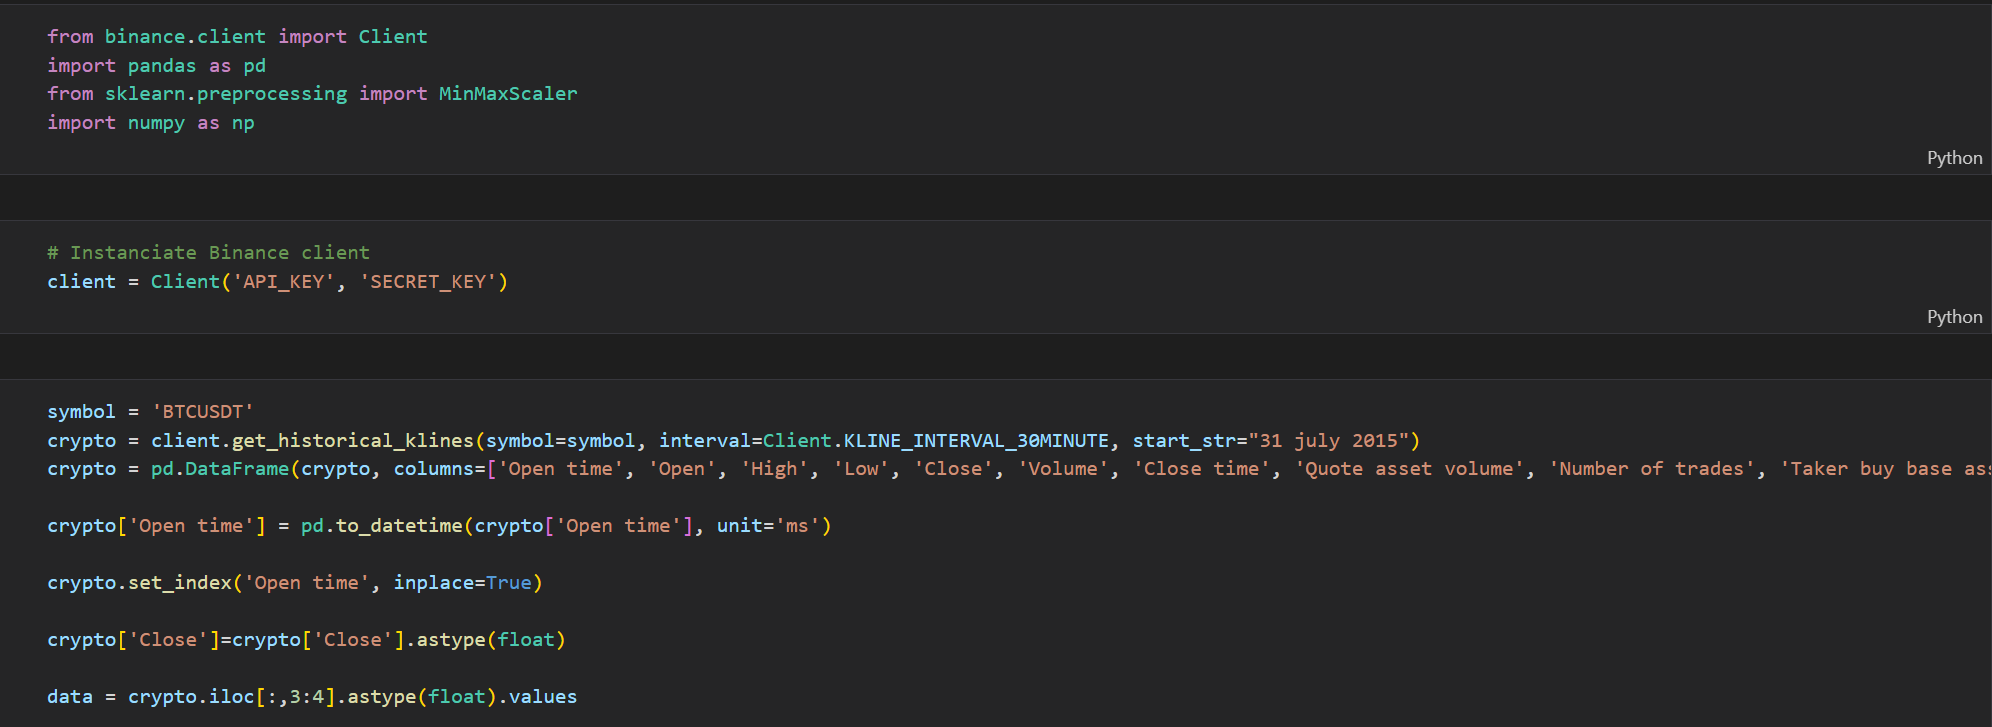 from binance.client import Client
import pandas as pd
from sklearn.preprocessing import MinMaxScaler
import numpy as np
Python
# Instanciate Binance client
client = Client('API_KEY', 'SECRET_KEY')
Python
symbol = 'BTCUSDT'
crypto = client.get_historical_klines(symbol=symbol, interval=Client.KLINE_INTERVAL_30MINUTE, start_str="31 july 2015")
crypto = pd.DataFrame(crypto, columns=['Open time', 'Open', 'High', 'Low', 'Close', 'Volume', 'Close time', 'Quote asset volume', 'Number of trades', 'Taker buy base
crypto['Open time'] = pd.to_datetime(crypto['Open time'], unit='ms')
crypto.set_index('Open time', inplace=True)
crypto['Close']=crypto['Close'].astype(float)
data = crypto.iloc[:,3:4].astype(float).values